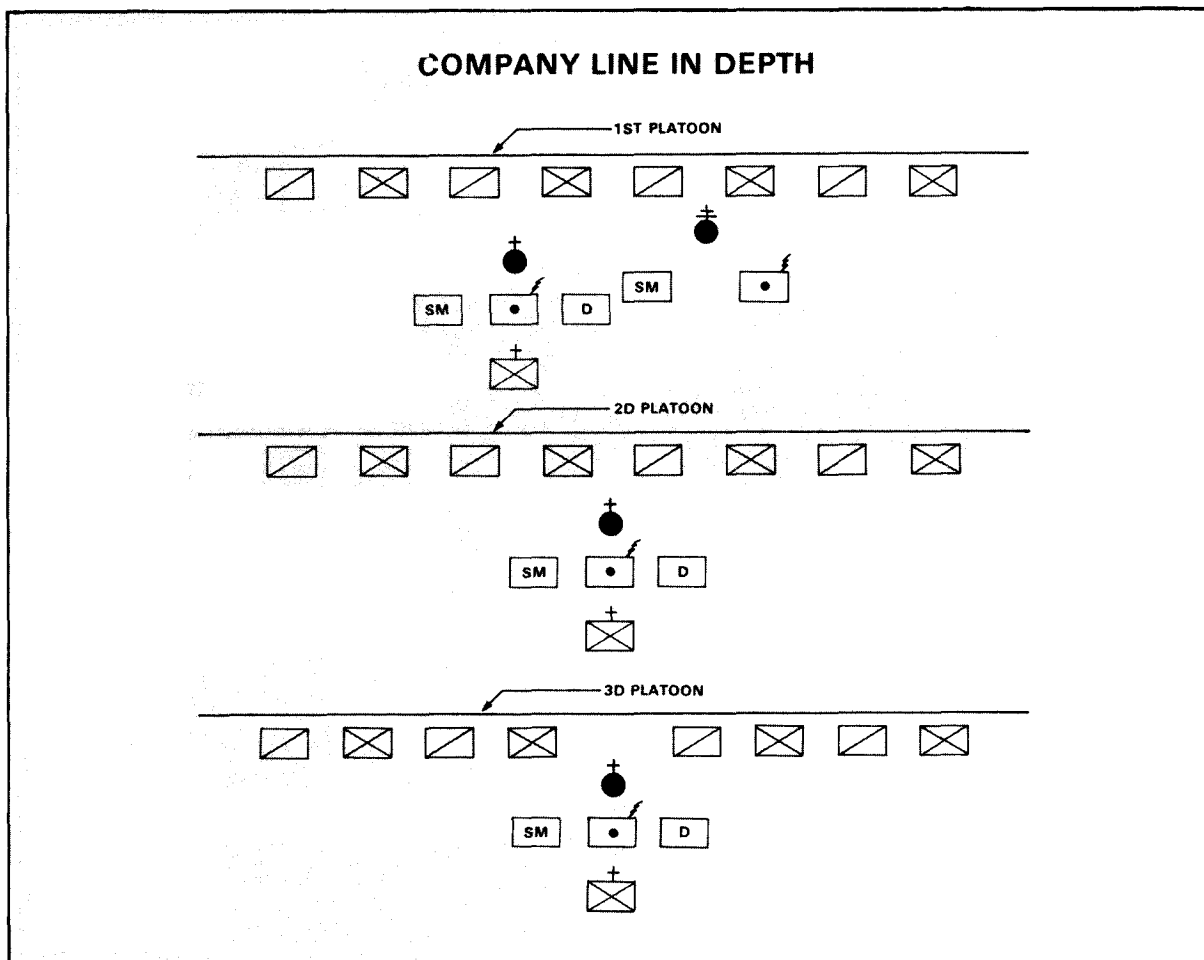 COMPANY LINE IN DEPTH
1ST PLATOON
SM
SM D
2D PLATOON
SM D
3D PLATOON
SM D